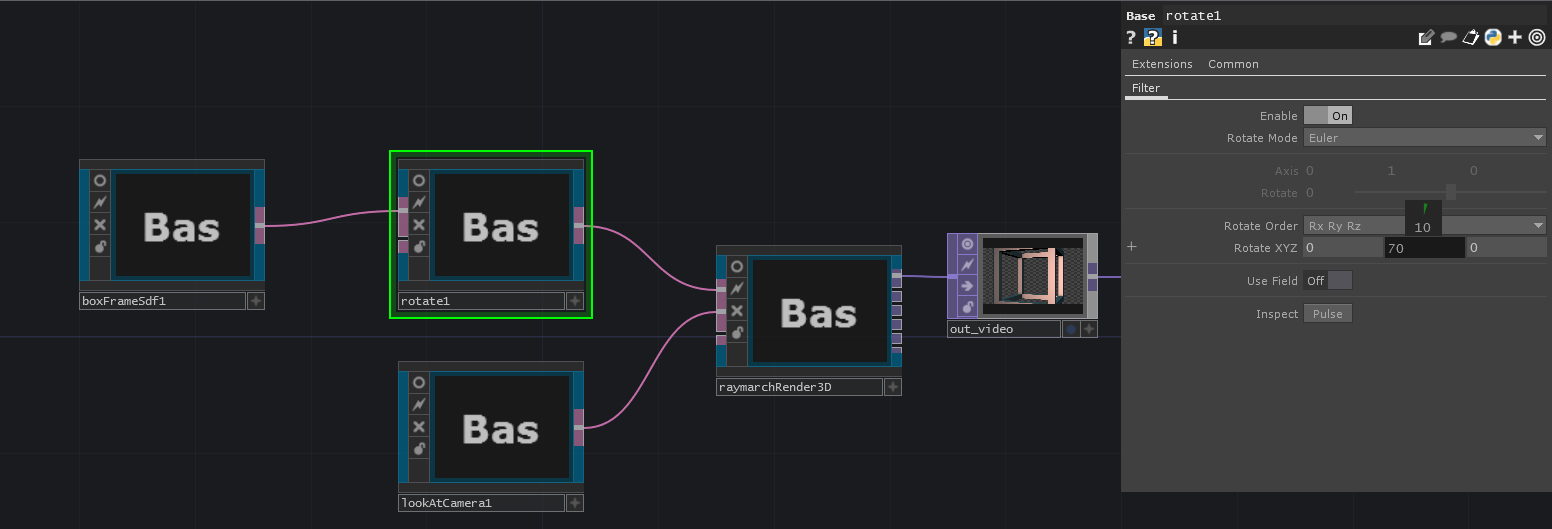 Base rotate1
? ? i
Extensions Common
Filter
Enable On
Rotate Mode Euler
Axis 0 1 0
Rotate 0
10
Rotate Order Rx Ry Rz
+ Rotate XYZ 0 70 0
Use Field Off
Inspect Pulse
Bas
boxFrameSdf1 +
Bas
rotate1 +
Bas
raymarchRender3D +
out_video +
Bas
lookAtCamera1 +